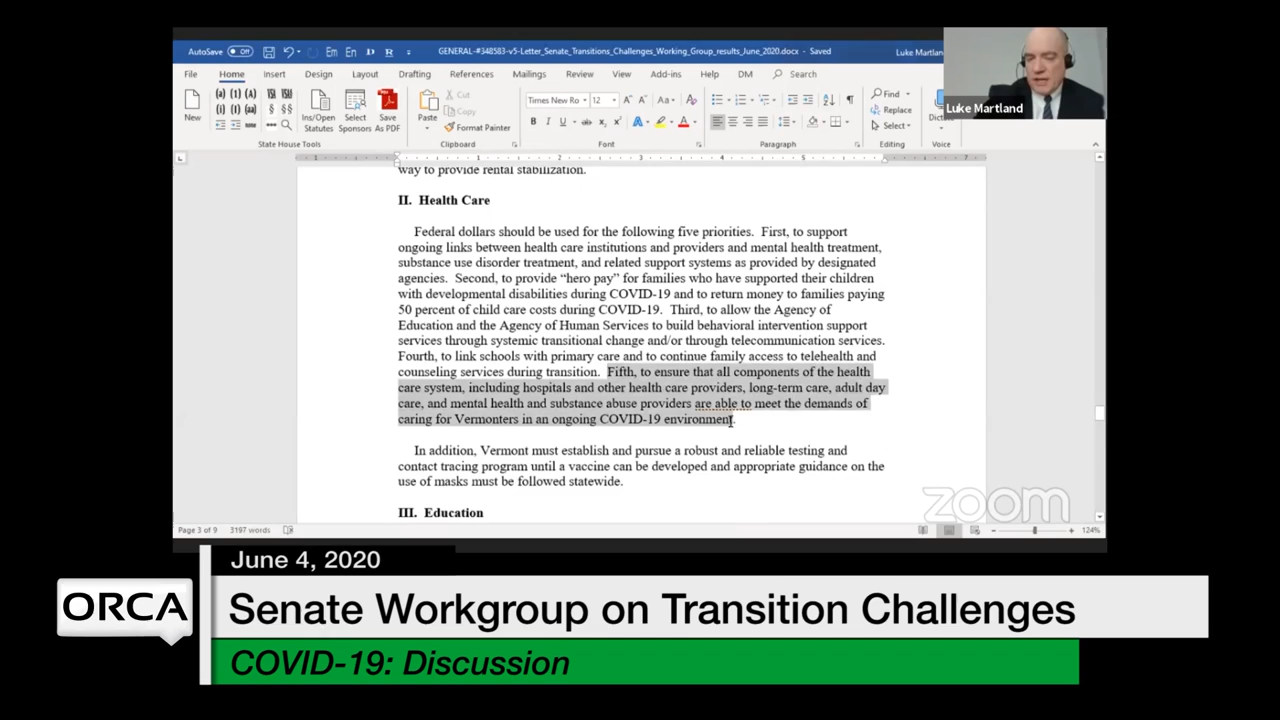 AutoSave Off
Em En D R
GENERAL-#348583-v5-Letter_Senate_Transitions_Challenges_Working_Group_results_June_2020.docx - Saved
Luke Martlan
File Home Insert Design Layout Drafting References Mailings Review View Add-ins Help DM Search
New
Ins/Open Statutes
Select Sponsors
Save As PDF
State House Tools
Paste
Cut
Copy
Format Painter
Clipboard
Times New Ro 12
Font
Paragraph
Find
Replace
Select
Editing
Dict
Voice
Luke Martland
way to provide rental stabilization.
II. Health Care
Federal dollars should be used for the following five priorities. First, to support
ongoing links between health care institutions and providers and mental health treatment,
substance use disorder treatment, and related support systems as provided by designated
agencies. Second, to provide “hero pay” for families who have supported their children
with developmental disabilities during COVID-19 and to return money to families paying
50 percent of child care costs during COVID-19. Third, to allow the Agency of
Education and the Agency of Human Services to build behavioral intervention support
services through systemic transitional change and/or through telecommunication services.
Fourth, to link schools with primary care and to continue family access to telehealth and
counseling services during transition. Fifth, to ensure that all components of the health
care system, including hospitals and other health care providers, long-term care, adult day
care, and mental health and substance abuse providers are able to meet the demands of
caring for Vermonters in an ongoing COVID-19 environment.
In addition, Vermont must establish and pursue a robust and reliable testing and
contact tracing program until a vaccine can be developed and appropriate guidance on the
use of masks must be followed statewide.
III. Education
zoom
Page 3 of 9 3197 words
124%
June 4, 2020
ORCA
Senate Workgroup on Transition Challenges
COVID-19: Discussion